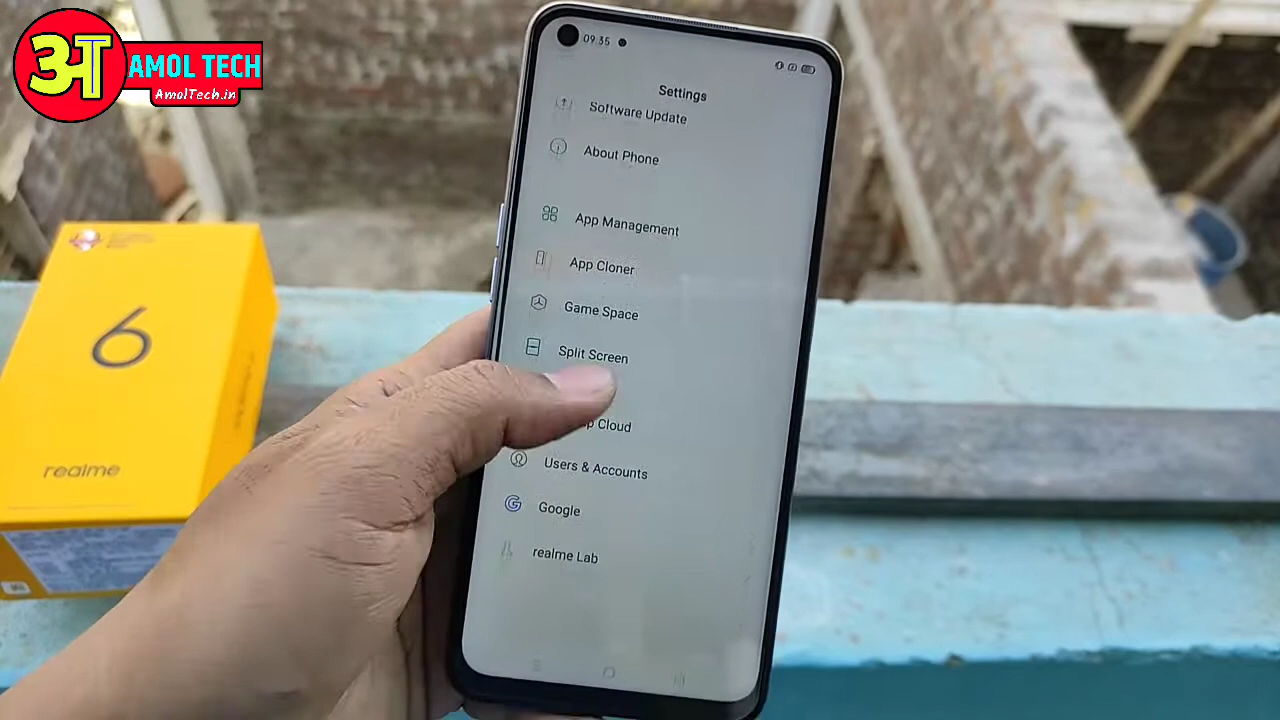 अT
AMOL TECH
AmolTech.in
09:35
Settings
Software Update
About Phone
App Management
App Cloner
Game Space
Split Screen
Cloud
Users & Accounts
Google
realme Lab
6
realme